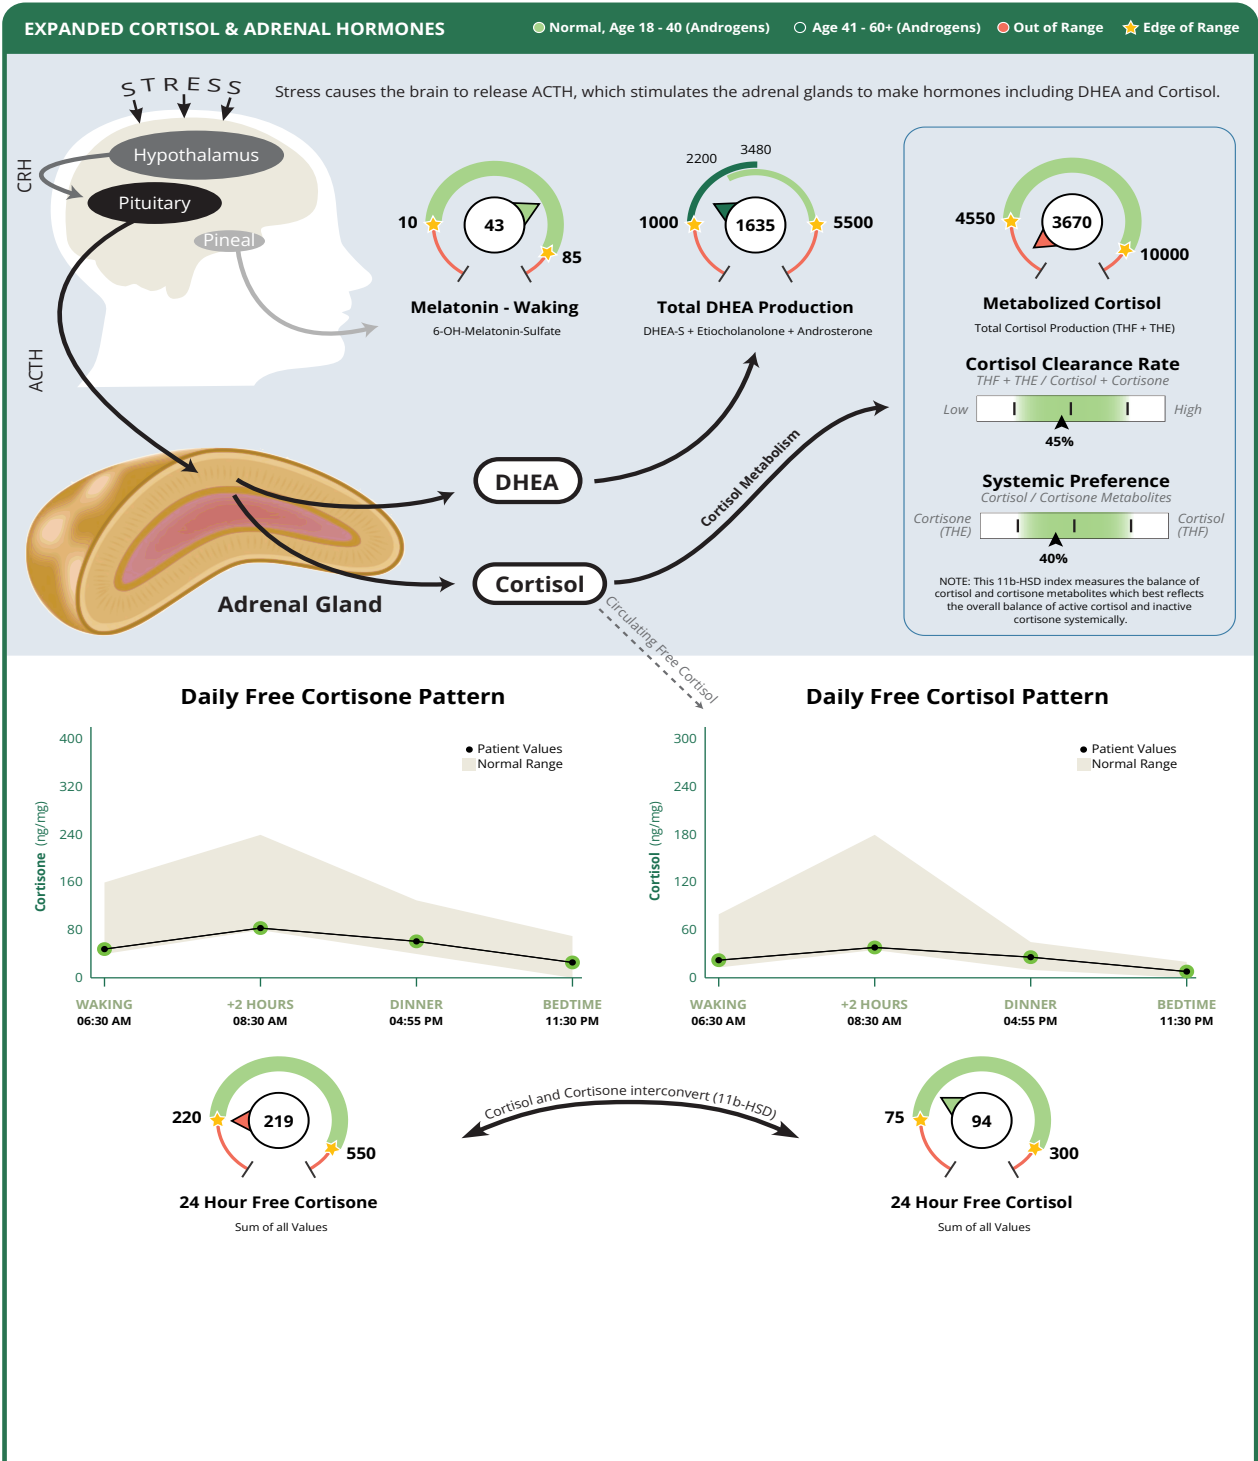 EXPANDED CORTISOL & ADRENAL HORMONES
Normal, Age 18 - 40 (Androgens)
Age 41 - 60+ (Androgens)
Out of Range
Edge of Range
STRESS
Stress causes the brain to release ACTH, which stimulates the adrenal glands to make hormones including DHEA and Cortisol.
CRH
Hypothalamus
Pituitary
Pineal
ACTH
10
43
85
Melatonin - Waking
6-OH-Melatonin-Sulfate
2200
3480
1000
1635
5500
Total DHEA Production
DHEA-S + Etiocholanolone + Androsterone
4550
3670
10000
Metabolized Cortisol
Total Cortisol Production (THF + THE)
Cortisol Clearance Rate
THF + THE / Cortisol + Cortisone
Low
High
45%
Systemic Preference
Cortisol / Cortisone Metabolites
Cortisone
(THE)
Cortisol
(THF)
40%
NOTE: This 11b-HSD index measures the balance of
cortisol and cortisone metabolites which best reflects
the overall balance of active cortisol and inactive
cortisone systemically.
DHEA
Cortisol
Cortisol Metabolism
Adrenal Gland
Circulating Free Cortisol
Daily Free Cortisone Pattern
400
320
240
160
80
0
Cortisone (ng/mg)
Patient Values
Normal Range
WAKING
06:30 AM
+2 HOURS
08:30 AM
DINNER
04:55 PM
BEDTIME
11:30 PM
Daily Free Cortisol Pattern
300
240
180
120
60
0
Cortisol (ng/mg)
Patient Values
Normal Range
WAKING
06:30 AM
+2 HOURS
08:30 AM
DINNER
04:55 PM
BEDTIME
11:30 PM
220
219
550
24 Hour Free Cortisone
Sum of all Values
Cortisol and Cortisone interconvert (11b-HSD)
75
94
300
24 Hour Free Cortisol
Sum of all Values